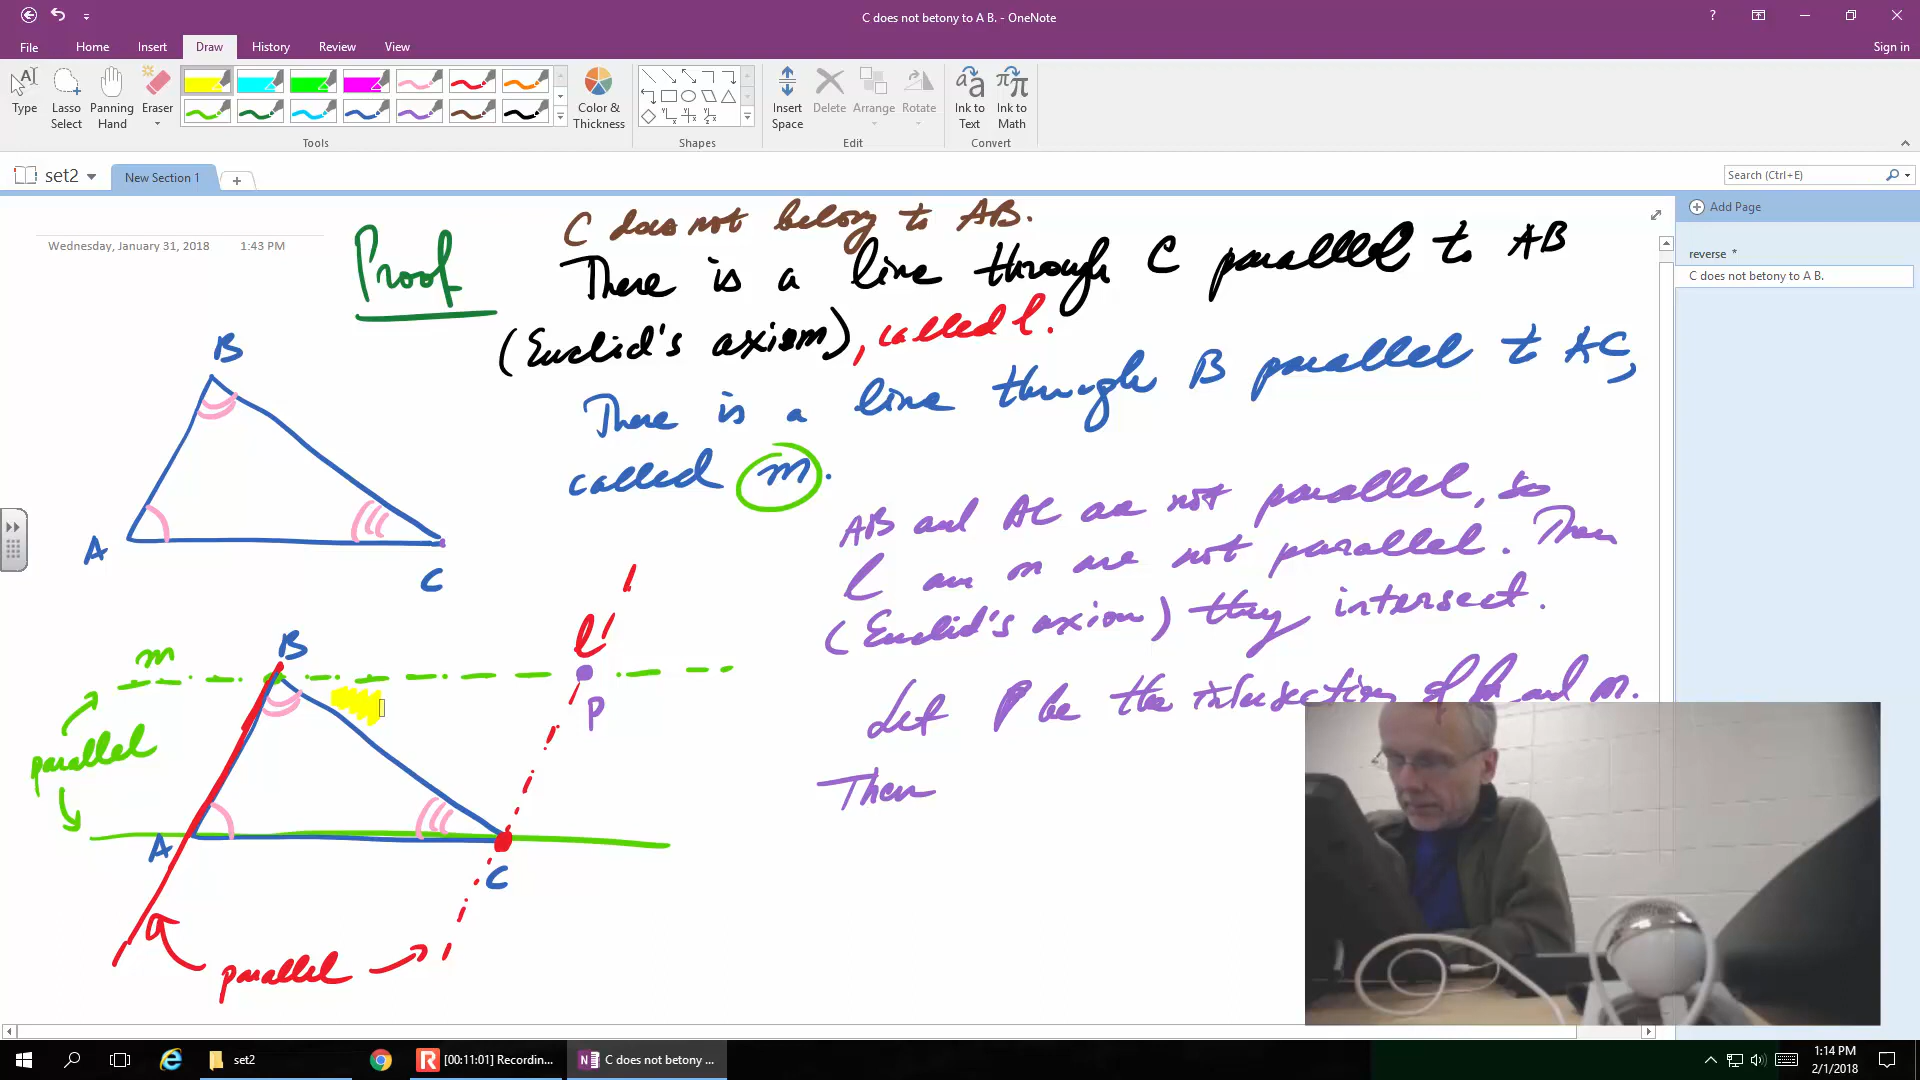 C does not betony to A B. - OneNote
File Home Insert Draw History Review View
Sign in
Type
Lasso Select
Panning Hand
Eraser
Color & Thickness
Insert Space
Delete
Arrange
Rotate
Ink to Text
Ink to Math
Tools
Shapes
Edit
Convert
set2
New Section 1
Search (Ctrl+E)
Add Page
reverse *
C does not betony to A B.
Wednesday, January 31, 2018 1:43 PM
Proof
C does not belong to AB.
There is a line through C parallel to AB
(Euclid's axiom), called l.
There is a line through B parallel to AC,
called m.
AB and AC are not parallel, so
l am m are not parallel. Then
(Euclid's axiom) they intersect.
Let P be the intersection of l and m.
Then
B
A
C
m
B
l
P
parallel
A
C
parallel
set2
[00:11:01] Recordin...
C does not betony ...
1:14 PM
2/1/2018